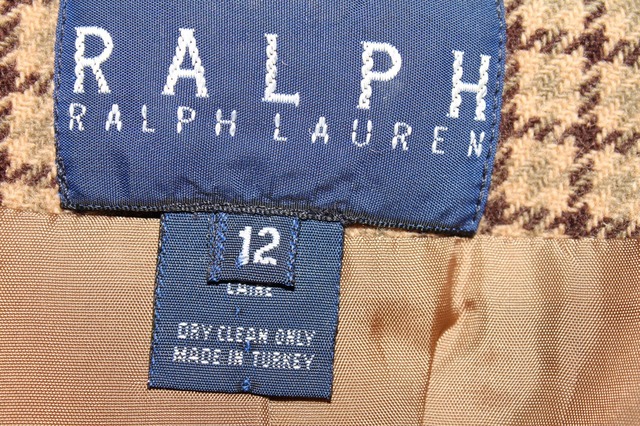 RALPH
RALPH LAUREN
12
DRY CLEAN ONLY
MADE IN TURKEY